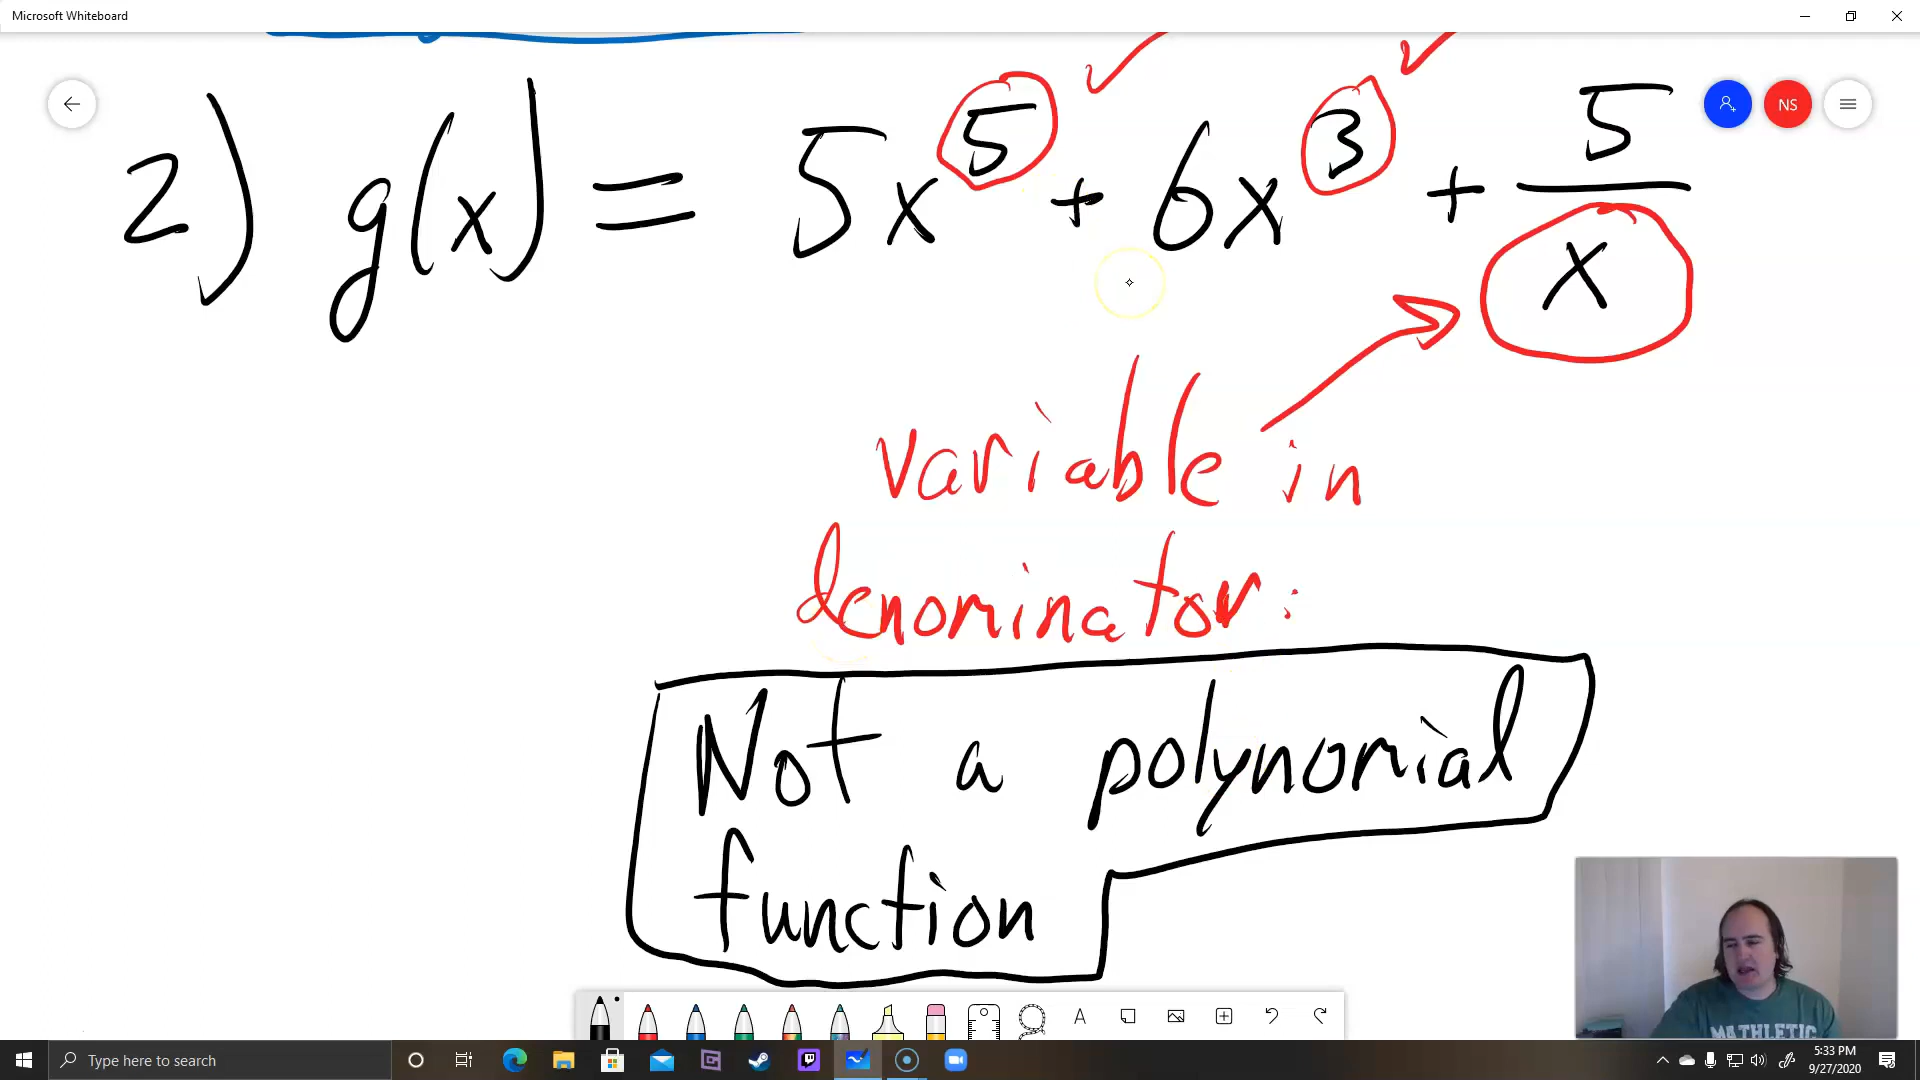 Microsoft Whiteboard
NS
2) g(x) = 5x⁵ + 6x³ + 5/x
variable in
denominator:
Not a polynomial
function
MATHLETIC
A
Type here to search
5:33 PM
9/27/2020